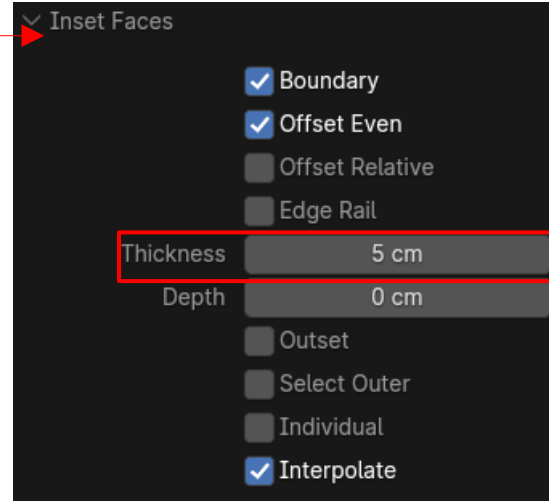 Inset Faces
Boundary
Offset Even
Offset Relative
Edge Rail
Thickness 5 cm
Depth 0 cm
Outset
Select Outer
Individual
Interpolate